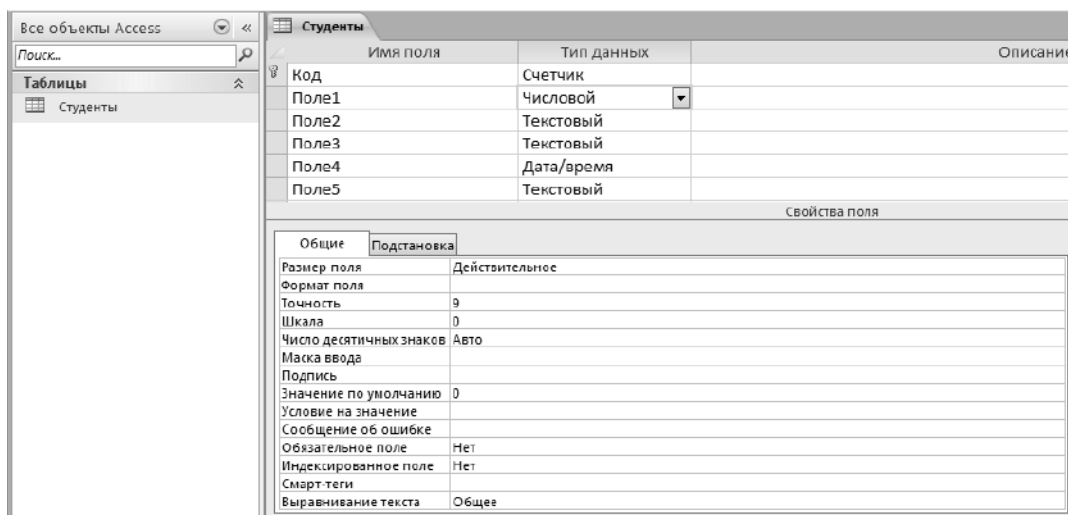 Все объекты Access
Поиск...
Таблицы
Студенты
Студенты
Имя поля Тип данных Описание
Код Счетчик
Поле1 Числовой
Поле2 Текстовый
Поле3 Текстовый
Поле4 Дата/время
Поле5 Текстовый
Свойства поля
Общие Подстановка
Размер поля Действительное
Формат поля
Точность 9
Шкала 0
Число десятичных знаков Авто
Маска ввода
Подпись
Значение по умолчанию 0
Условие на значение
Сообщение об ошибке
Обязательное поле Нет
Индексированное поле Нет
Смарт-теги
Выравнивание текста Общее